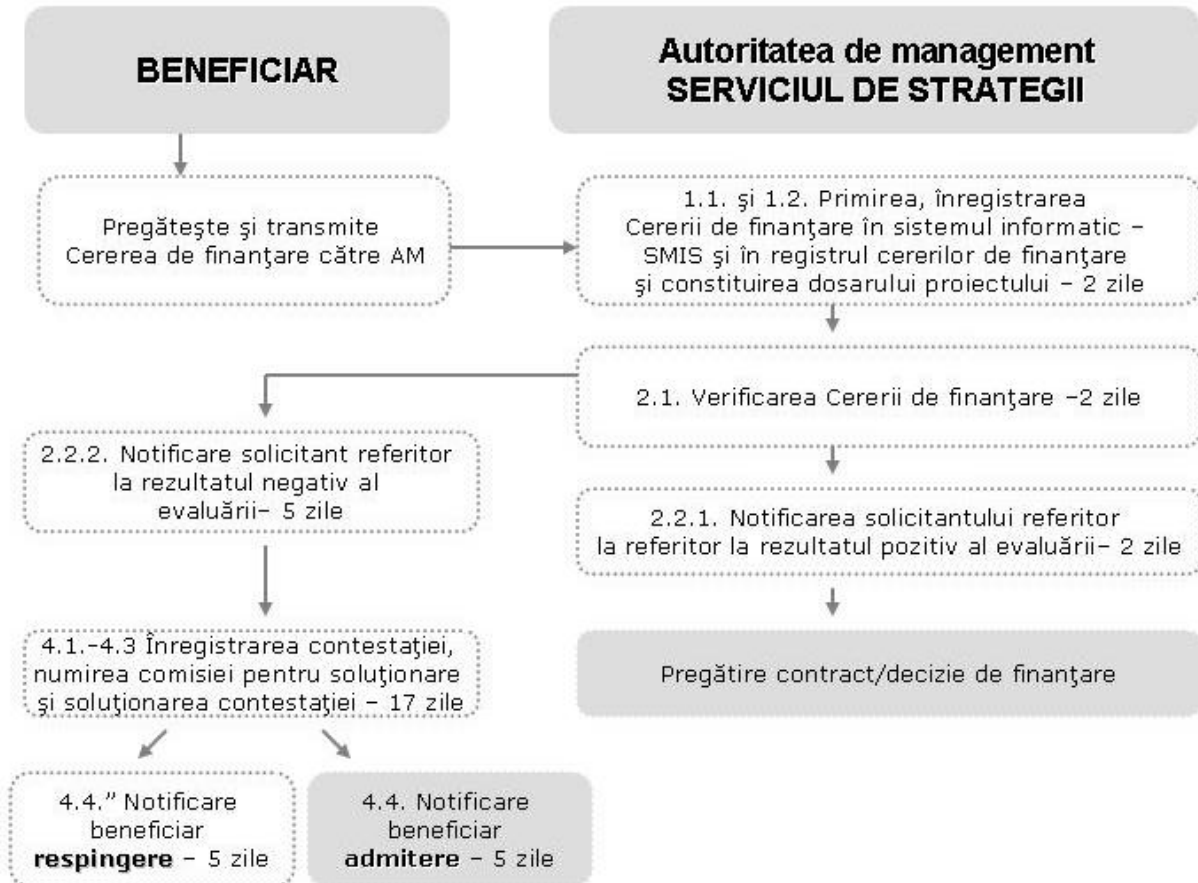 BENEFICIAR
Autoritatea de management
SERVICIUL DE STRATEGII
Pregăteşte şi transmite
Cererea de finanţare către AM
1.1. şi 1.2. Primirea, înregistrarea
Cererii de finanţare în sistemul informatic –
SMIS şi în registrul cererilor de finanţare
şi constituirea dosarului proiectului – 2 zile
2.1. Verificarea Cererii de finanţare –2 zile
2.2.2. Notificare solicitant referitor
la rezultatul negativ al
evaluării– 5 zile
2.2.1. Notificarea solicitantului referitor
la referitor la rezultatul pozitiv al evaluării– 2 zile
4.1.-4.3 Înregistrarea contestaţiei,
numirea comisiei pentru soluţionare
şi soluţionarea contestaţiei – 17 zile
Pregătire contract/decizie de finanţare
4.4.” Notificare
beneficiar
respingere – 5 zile
4.4. Notificare
beneficiar
admitere – 5 zile